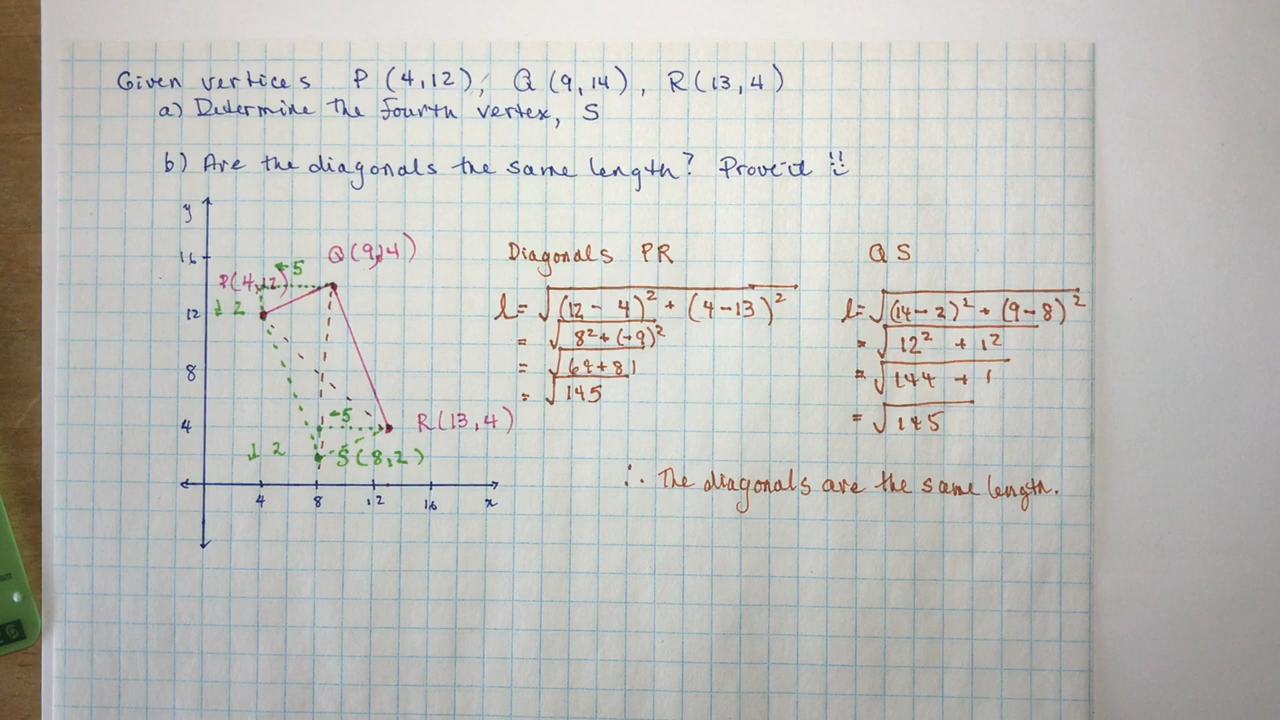 Given vertices P (4,12), Q (9,14), R(13,4)
a) Determine the fourth vertex, S
b) Are the diagonals the same length? Prove it !!
y
16
12
8
4
4 8 12 16 x
Q(9,14)
P(4,12)
←5
↓ 2
R(13,4)
←5
↓ 2
S(8,2)
Diagonals PR
l = √(12 - 4)² + (4-13)²
= √8² + (-9)²
= √64+81
= √145
QS
l = √(14-2)² + (9-8)²
= √12² + 1²
= √144 + 1
= √145
∴ The diagonals are the same length.